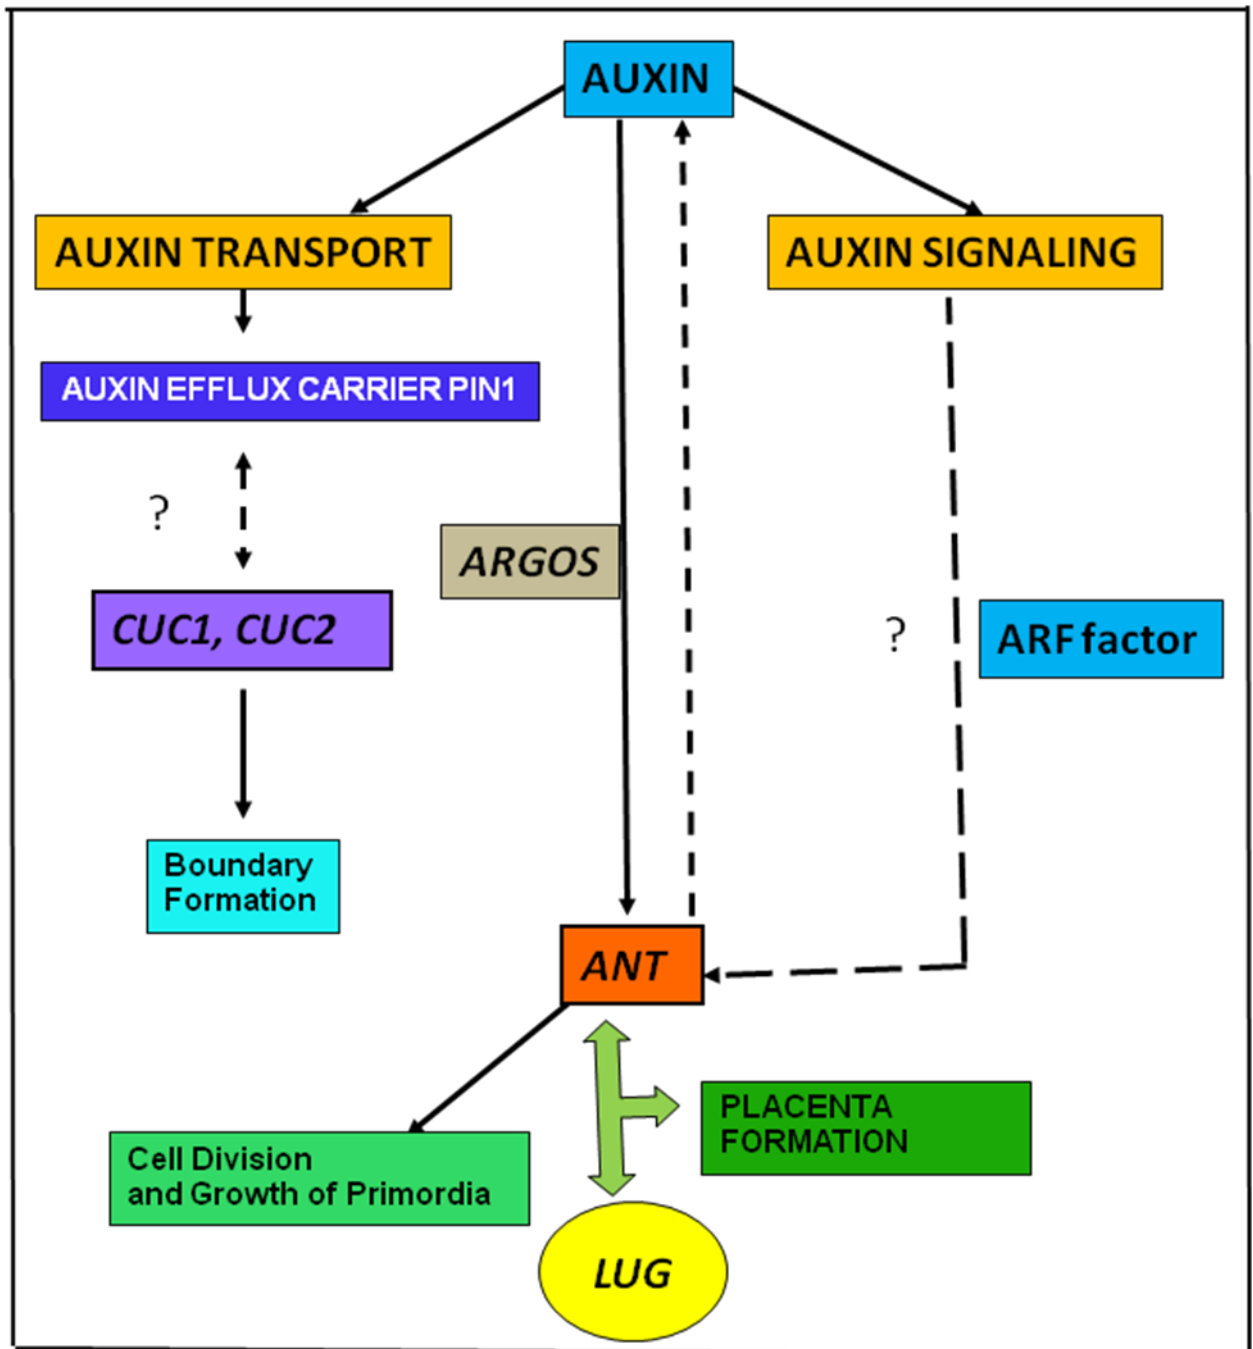 AUXIN
AUXIN TRANSPORT
AUXIN SIGNALING
AUXIN EFFLUX CARRIER PIN1
?
ARGOS
CUC1, CUC2
?
ARF factor
Boundary
Formation
ANT
PLACENTA
FORMATION
Cell Division
and Growth of Primordia
LUG